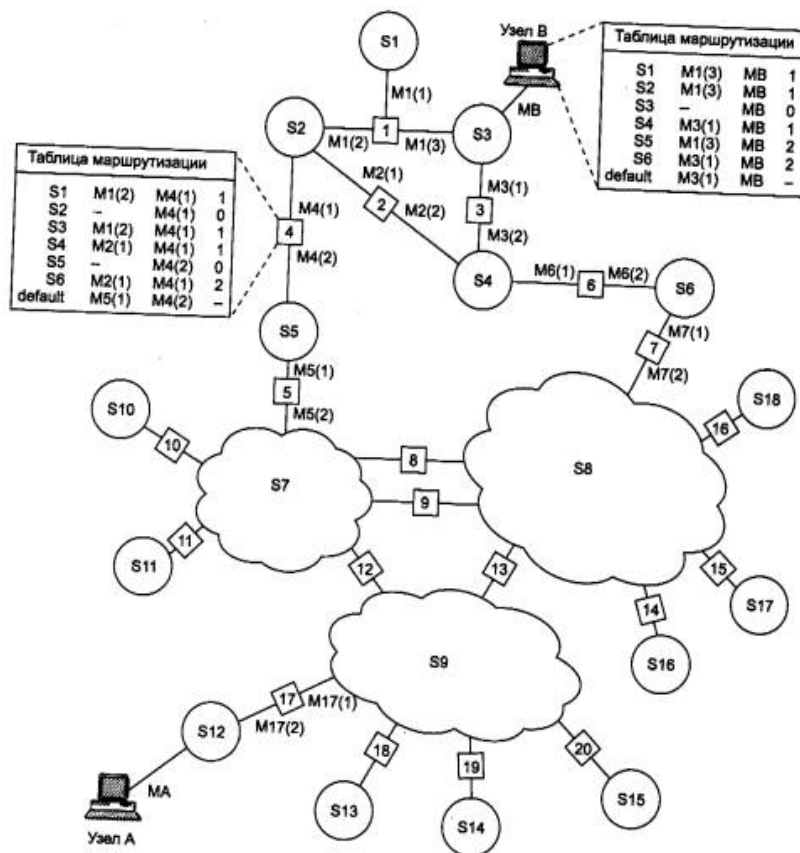 Узел В
S1
M1(1)
MB
S2
M1(2)
1
M1(3)
S3
Таблица маршрутизации
S1 M1(3) MB 1
S2 M1(3) MB 1
S3 – MB 0
S4 M3(1) MB 1
S5 M1(3) MB 2
S6 M3(1) MB 2
default M3(1) MB –
Таблица маршрутизации
S1 M1(2) M4(1) 1
S2 – M4(1) 0
S3 M1(2) M4(1) 1
S4 M2(1) M4(1) 1
S5 – M4(2) 0
S6 M2(1) M4(1) 2
default M5(1) M4(2) –
M4(1)
4
M4(2)
M2(1)
2
M2(2)
M3(1)
3
M3(2)
S4
M6(1)
6
M6(2)
S6
M7(1)
7
M7(2)
S5
M5(1)
5
M5(2)
S10
10
S7
8
9
S8
16
S18
11
S11
12
13
15
S17
14
S16
S9
17
M17(1)
M17(2)
S12
18
19
20
MA
S13
S14
S15
Узел А